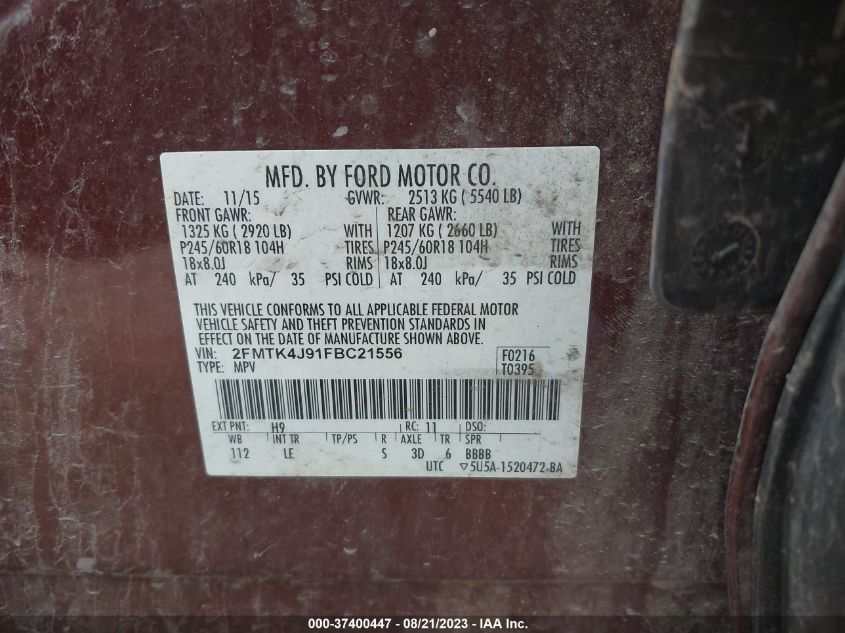 MFD. BY FORD MOTOR CO.
DATE: 11/15 GVWR: 2513 KG ( 5540 LB)
FRONT GAWR: REAR GAWR:
1325 KG ( 2920 LB) WITH 1207 KG ( 2660 LB) WITH
P245/60R18 104H TIRES P245/60R18 104H TIRES
18x8.0J RIMS 18x8.0J RIMS
AT 240 kPa/ 35 PSI COLD AT 240 kPa/ 35 PSI COLD
THIS VEHICLE CONFORMS TO ALL APPLICABLE FEDERAL MOTOR
VEHICLE SAFETY AND THEFT PREVENTION STANDARDS IN
EFFECT ON THE DATE OF MANUFACTURE SHOWN ABOVE.
VIN: 2FMTK4J91FBC21556 F0216
TYPE: MPV T0395
EXT PNT: H9 RC: 11 DSO:
WB INT TR TP/PS R AXLE TR SPR
112 LE S 3D 6 BBBB
UTC ▽5U5A-1520472-BA
000-37400447 - 08/21/2023 - IAA Inc.